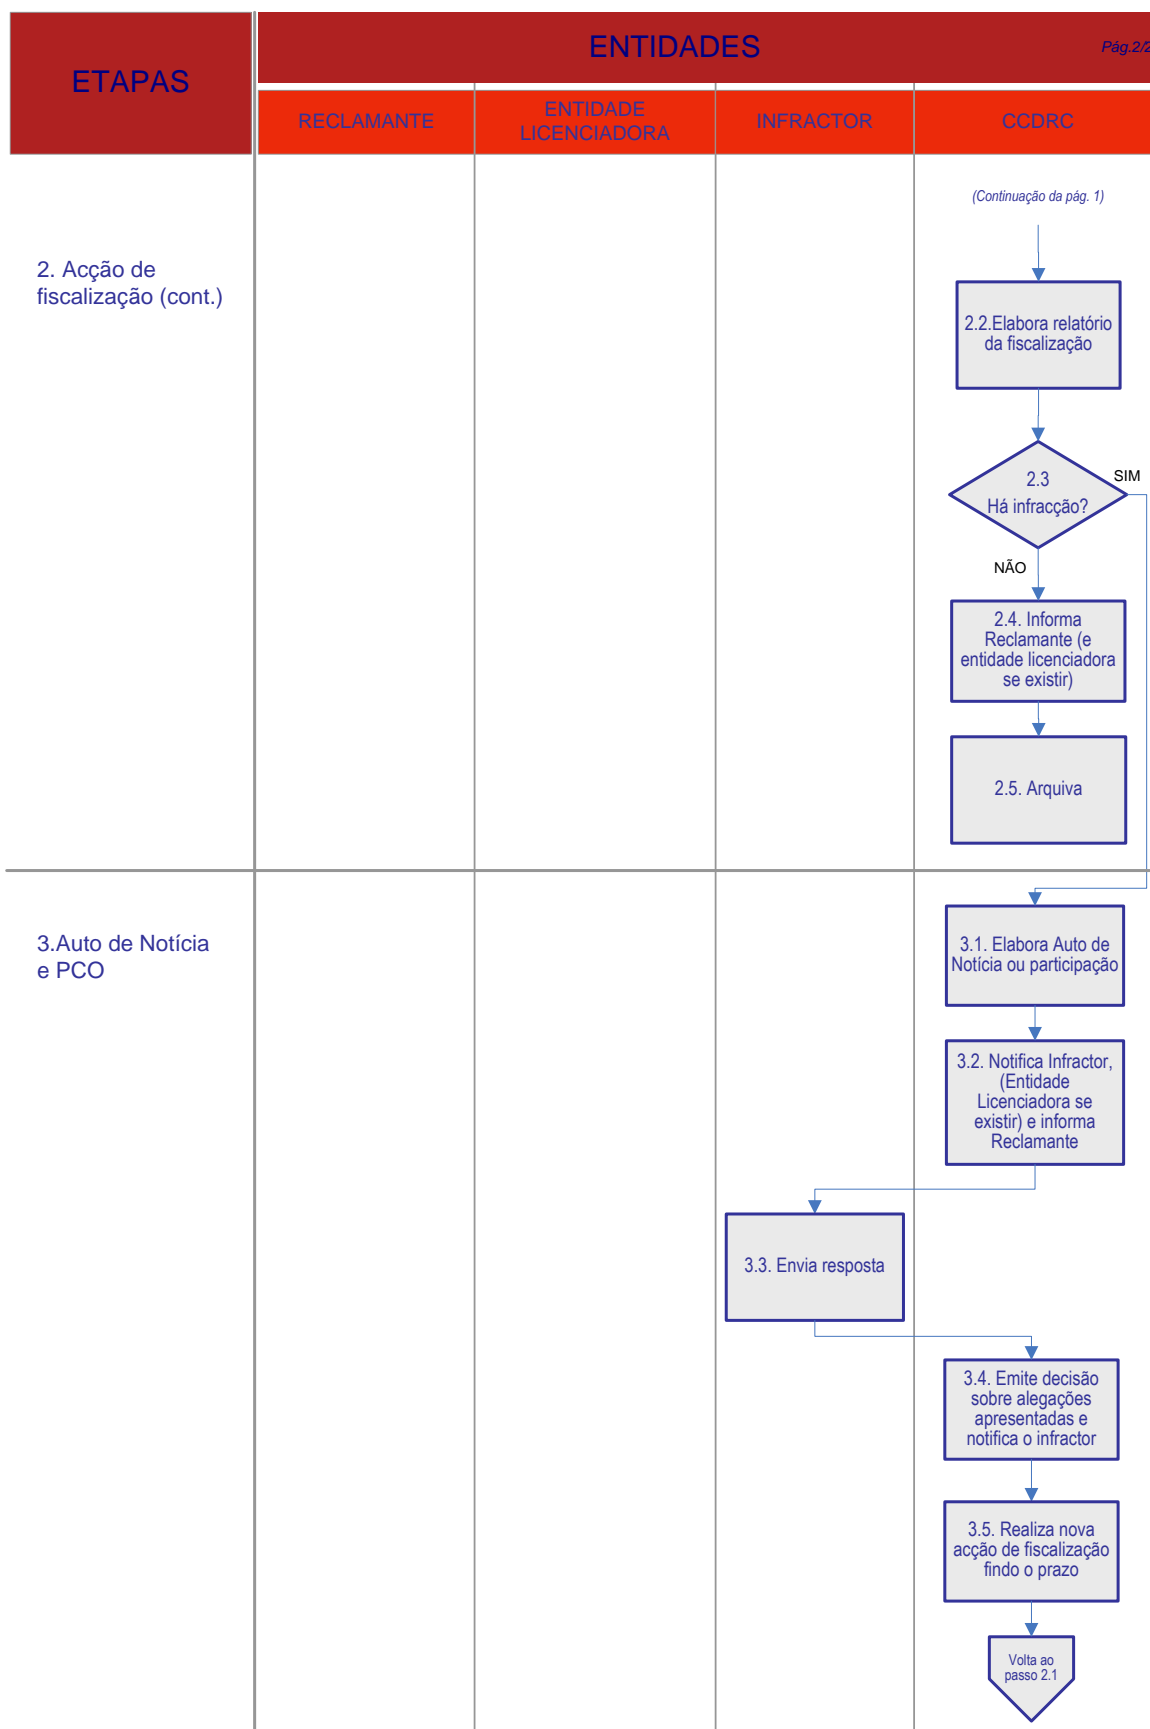 ETAPAS
ENTIDADES
Pág.2/2
RECLAMANTE
ENTIDADE
LICENCIADORA
INFRACTOR
CCDRC
(Continuação da pág. 1)
2. Acção de
fiscalização (cont.)
2.2.Elabora relatório
da fiscalização
2.3
Há infracção?
SIM
NÃO
2.4. Informa
Reclamante (e
entidade licenciadora
se existir)
2.5. Arquiva
3.Auto de Notícia
e PCO
3.1. Elabora Auto de
Notícia ou participação
3.2. Notifica Infractor,
(Entidade
Licenciadora se
existir) e informa
Reclamante
3.3. Envia resposta
3.4. Emite decisão
sobre alegações
apresentadas e
notifica o infractor
3.5. Realiza nova
acção de fiscalização
findo o prazo
Volta ao
passo 2.1